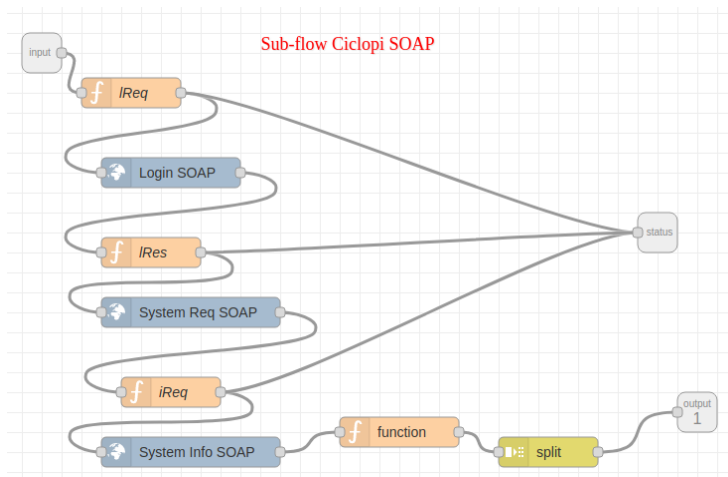 Sub-flow Ciclopi SOAP
input
lReq
Login SOAP
lRes
status
System Req SOAP
iReq
output
1
function
System Info SOAP
split